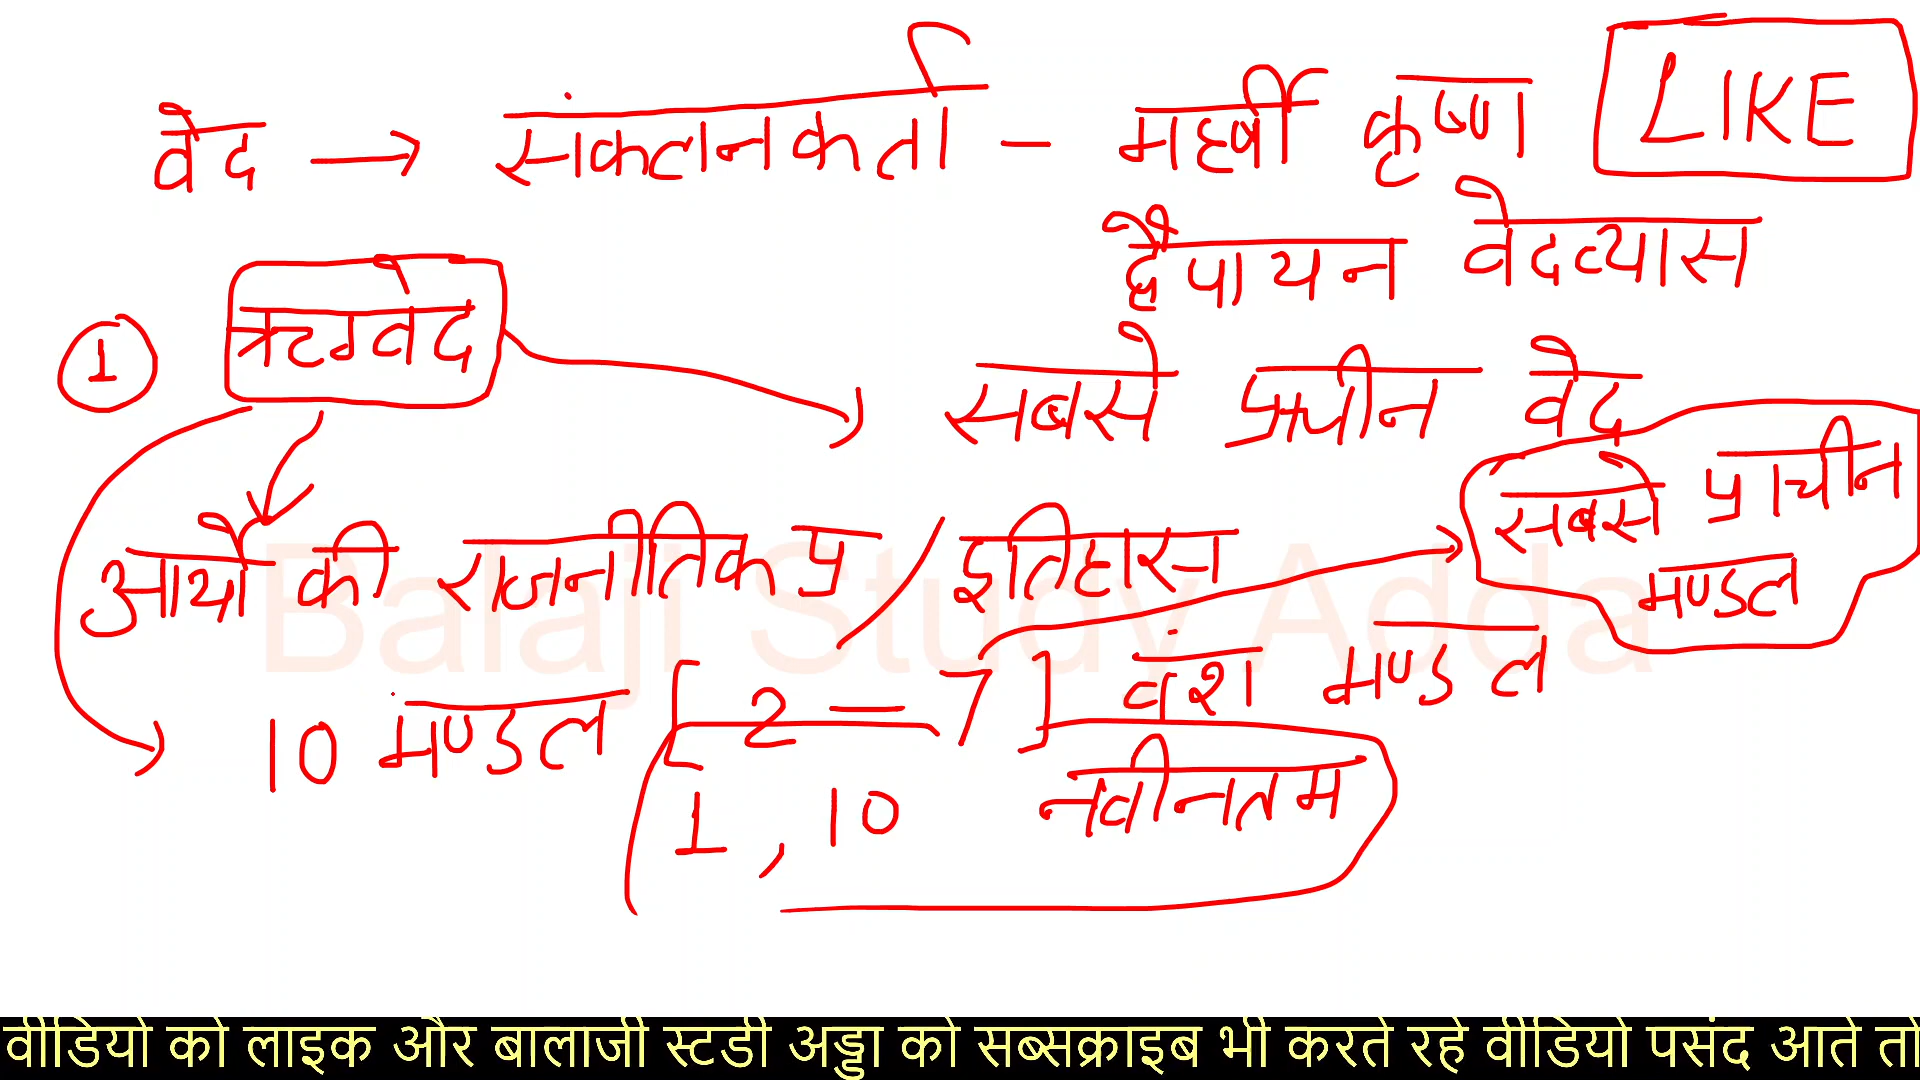 वेद → संकलनकर्ता - महर्षी कृष्ण
LIKE
द्वैपायन वेदव्यास
1 ऋग्वेद
सबसे प्राचीन वेद
सबसे प्राचीन
मण्डल
आर्यो की राजनीतिक प्र / इतिहास
Balaji Study Adda
10 मण्डल [2 — 7] वंश मण्डल
1, 10 नवीनतम
वीडियो को लाइक और बालाजी स्टडी अड्डा को सब्सक्राइब भी करते रहे वीडियो पसंद आते तो